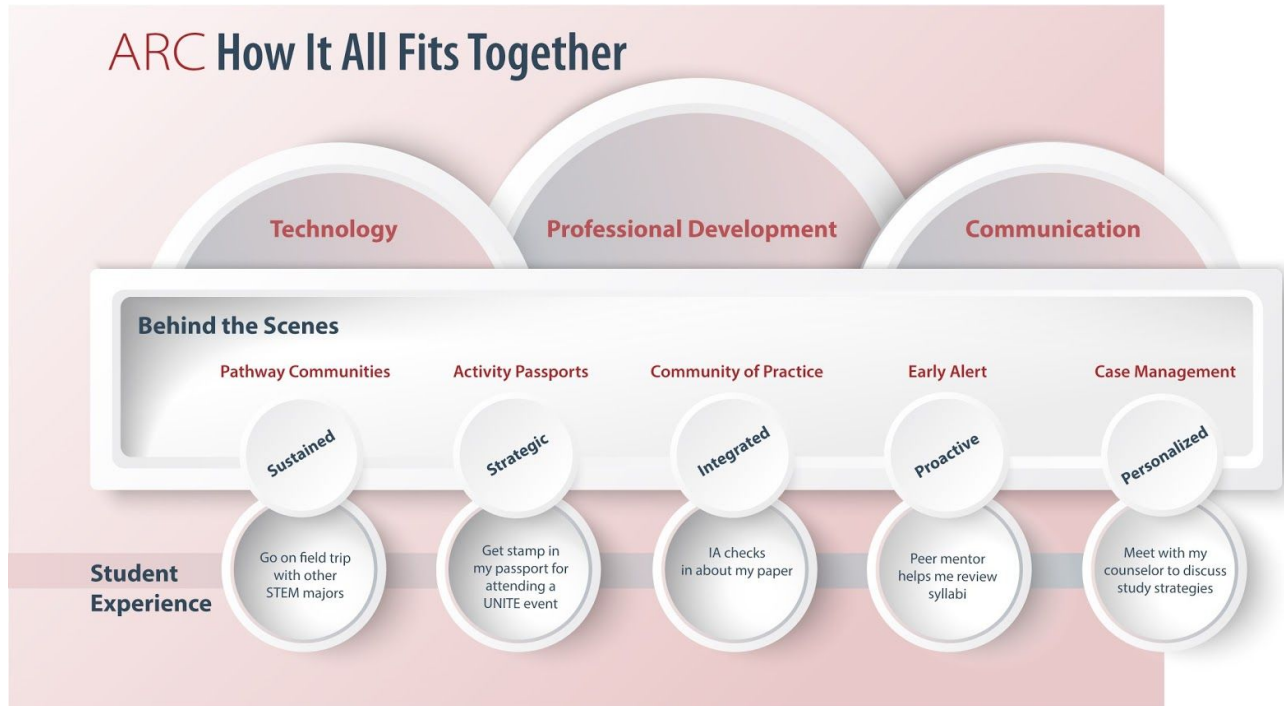 ARC How It All Fits Together
Technology
Professional Development
Communication
Behind the Scenes
Pathway Communities
Activity Passports
Community of Practice
Early Alert
Case Management
Sustained
Strategic
Integrated
Proactive
Personalized
Student
Experience
Go on field trip
with other
STEM majors
Get stamp in
my passport for
attending a
UNITE event
IA checks
in about my paper
Peer mentor
helps me review
syllabi
Meet with my
counselor to discuss
study strategies